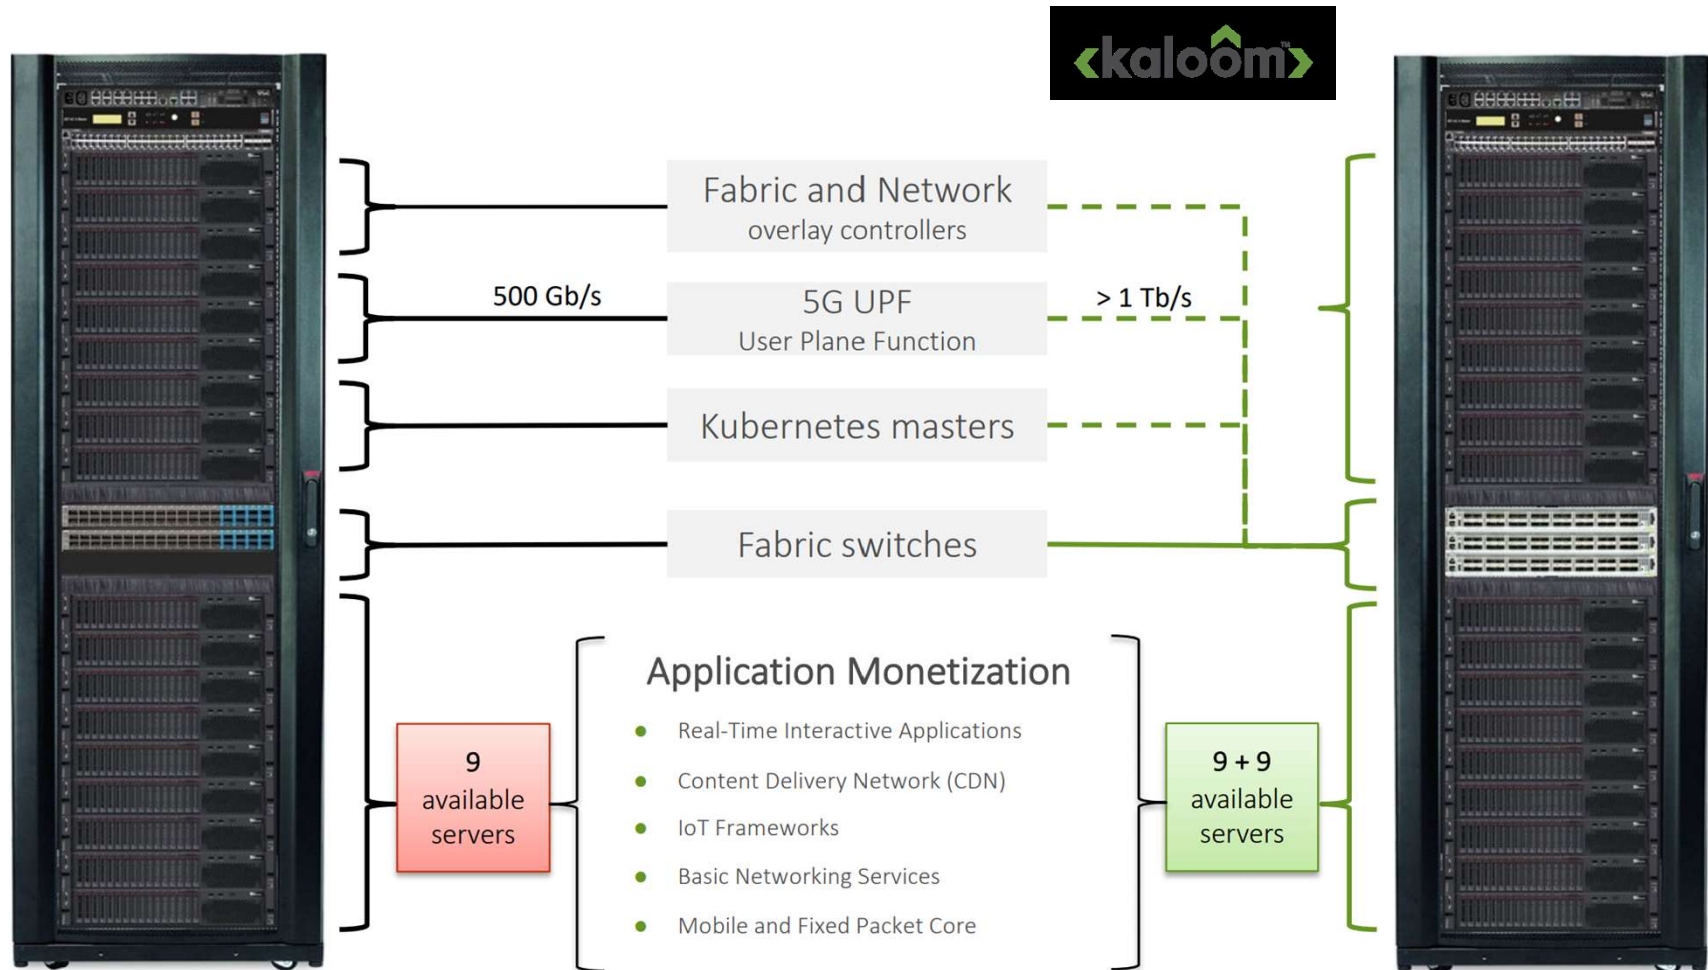 <kaloom>™
Fabric and Network
overlay controllers
500 Gb/s
5G UPF
User Plane Function
> 1 Tb/s
Kubernetes masters
Fabric switches
Application Monetization
Real-Time Interactive Applications
Content Delivery Network (CDN)
IoT Frameworks
Basic Networking Services
Mobile and Fixed Packet Core
9
available
servers
9 + 9
available
servers